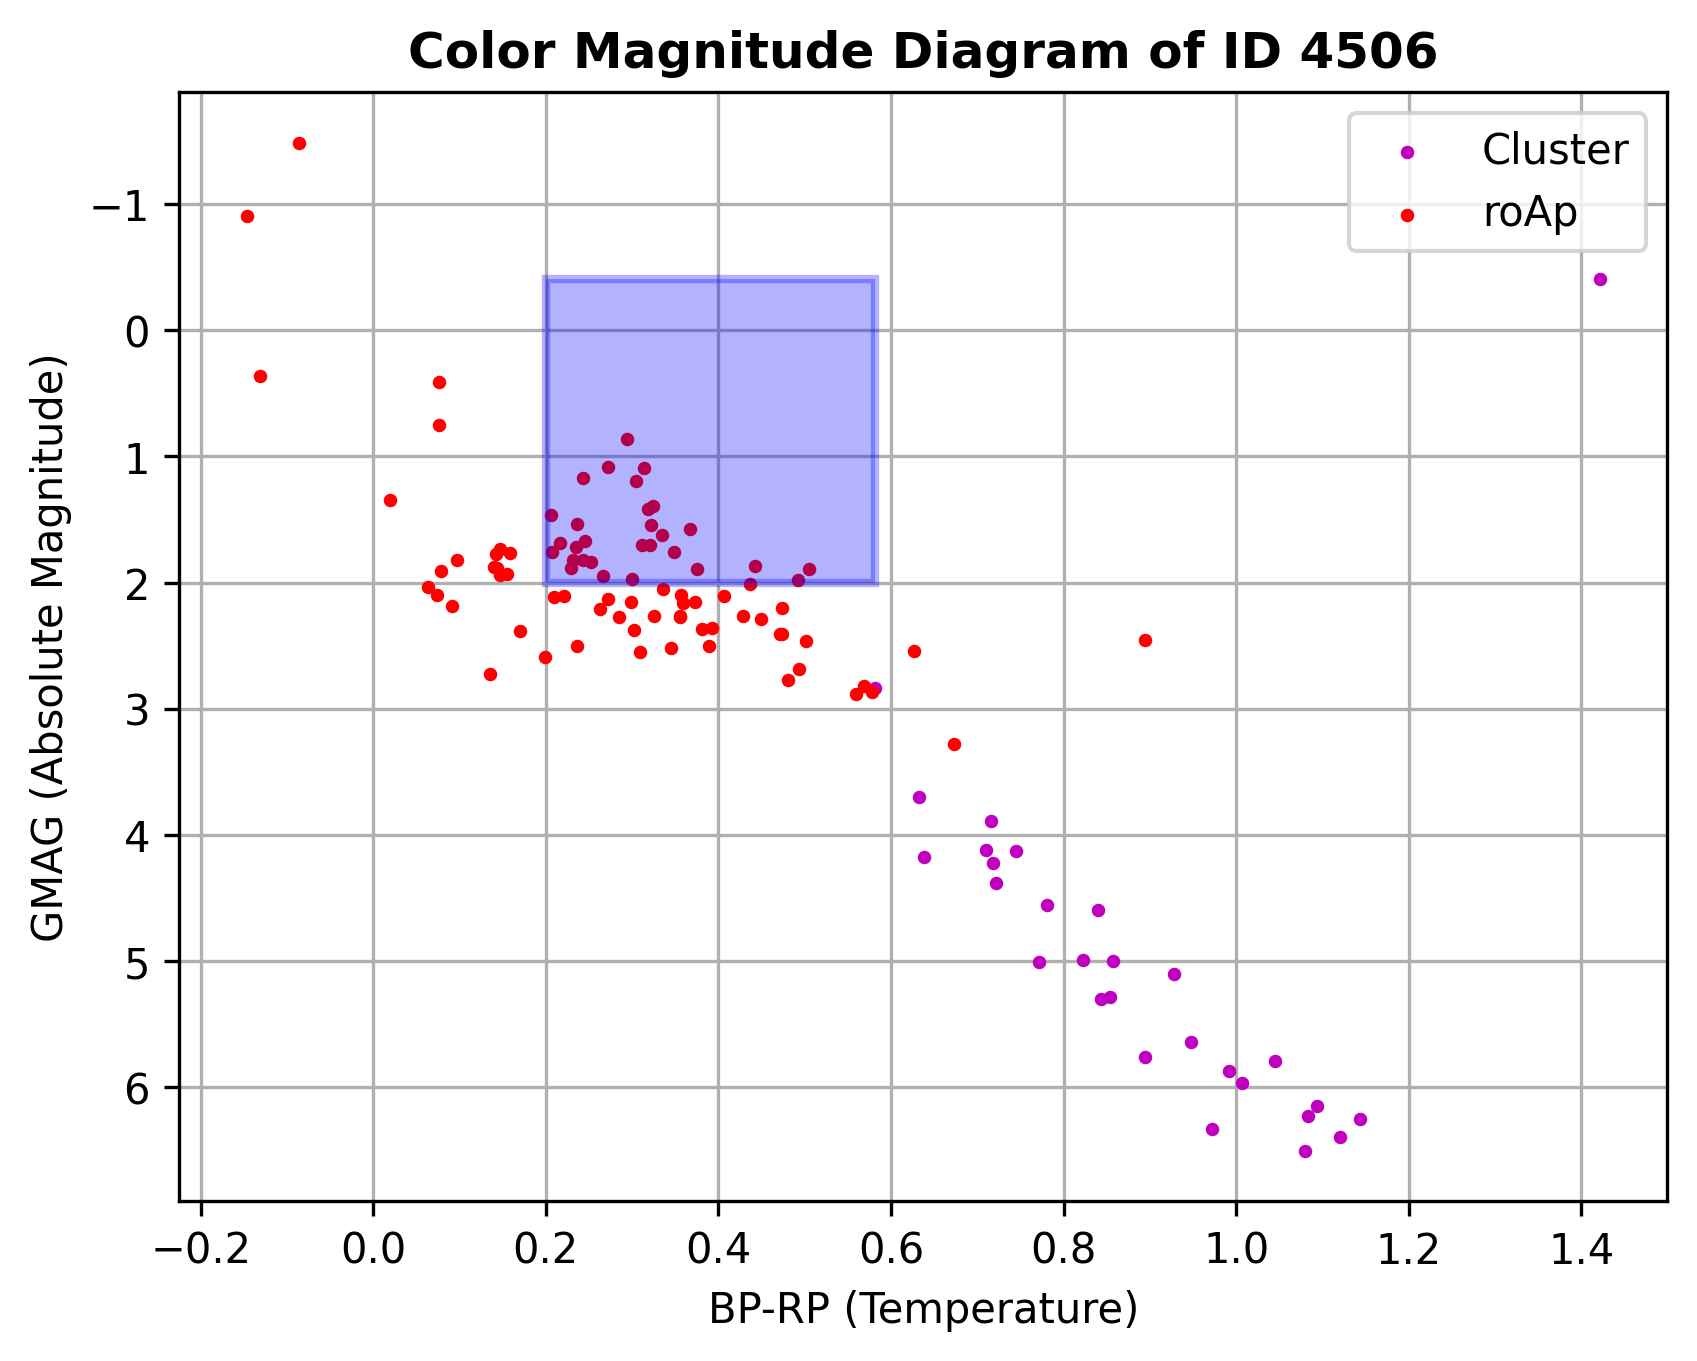 Color Magnitude Diagram of ID 4506
Cluster
roAp
GMAG (Absolute Magnitude)
−1
0
1
2
3
4
5
6
−0.2 0.0 0.2 0.4 0.6 0.8 1.0 1.2 1.4
BP-RP (Temperature)